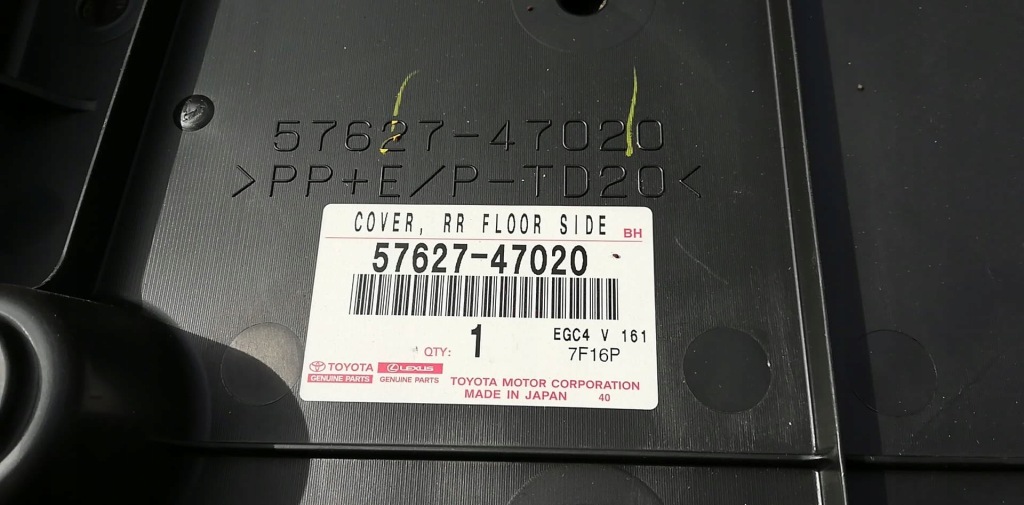 57627-47020
>PP+E/P-TD20<
COVER, RR FLOOR SIDE BH
57627-47020
QTY: 1
EGC4 V 161
7F16P
TOYOTA LEXUS
GENUINE PARTS GENUINE PARTS
TOYOTA MOTOR CORPORATION
MADE IN JAPAN 40